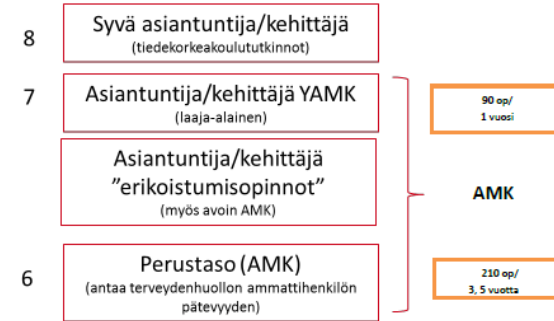 8
Syvä asiantuntija/kehittäjä
(tiedekorkeakoulututkinnot)
7
Asiantuntija/kehittäjä YAMK
(laaja-alainen)
90 op/
1 vuosi
Asiantuntija/kehittäjä
”erikoistumisopinnot”
(myös avoin AMK)
AMK
6
Perustaso (AMK)
(antaa terveydenhuollon ammattihenkilön
pätevyyden)
210 op/
3, 5 vuotta